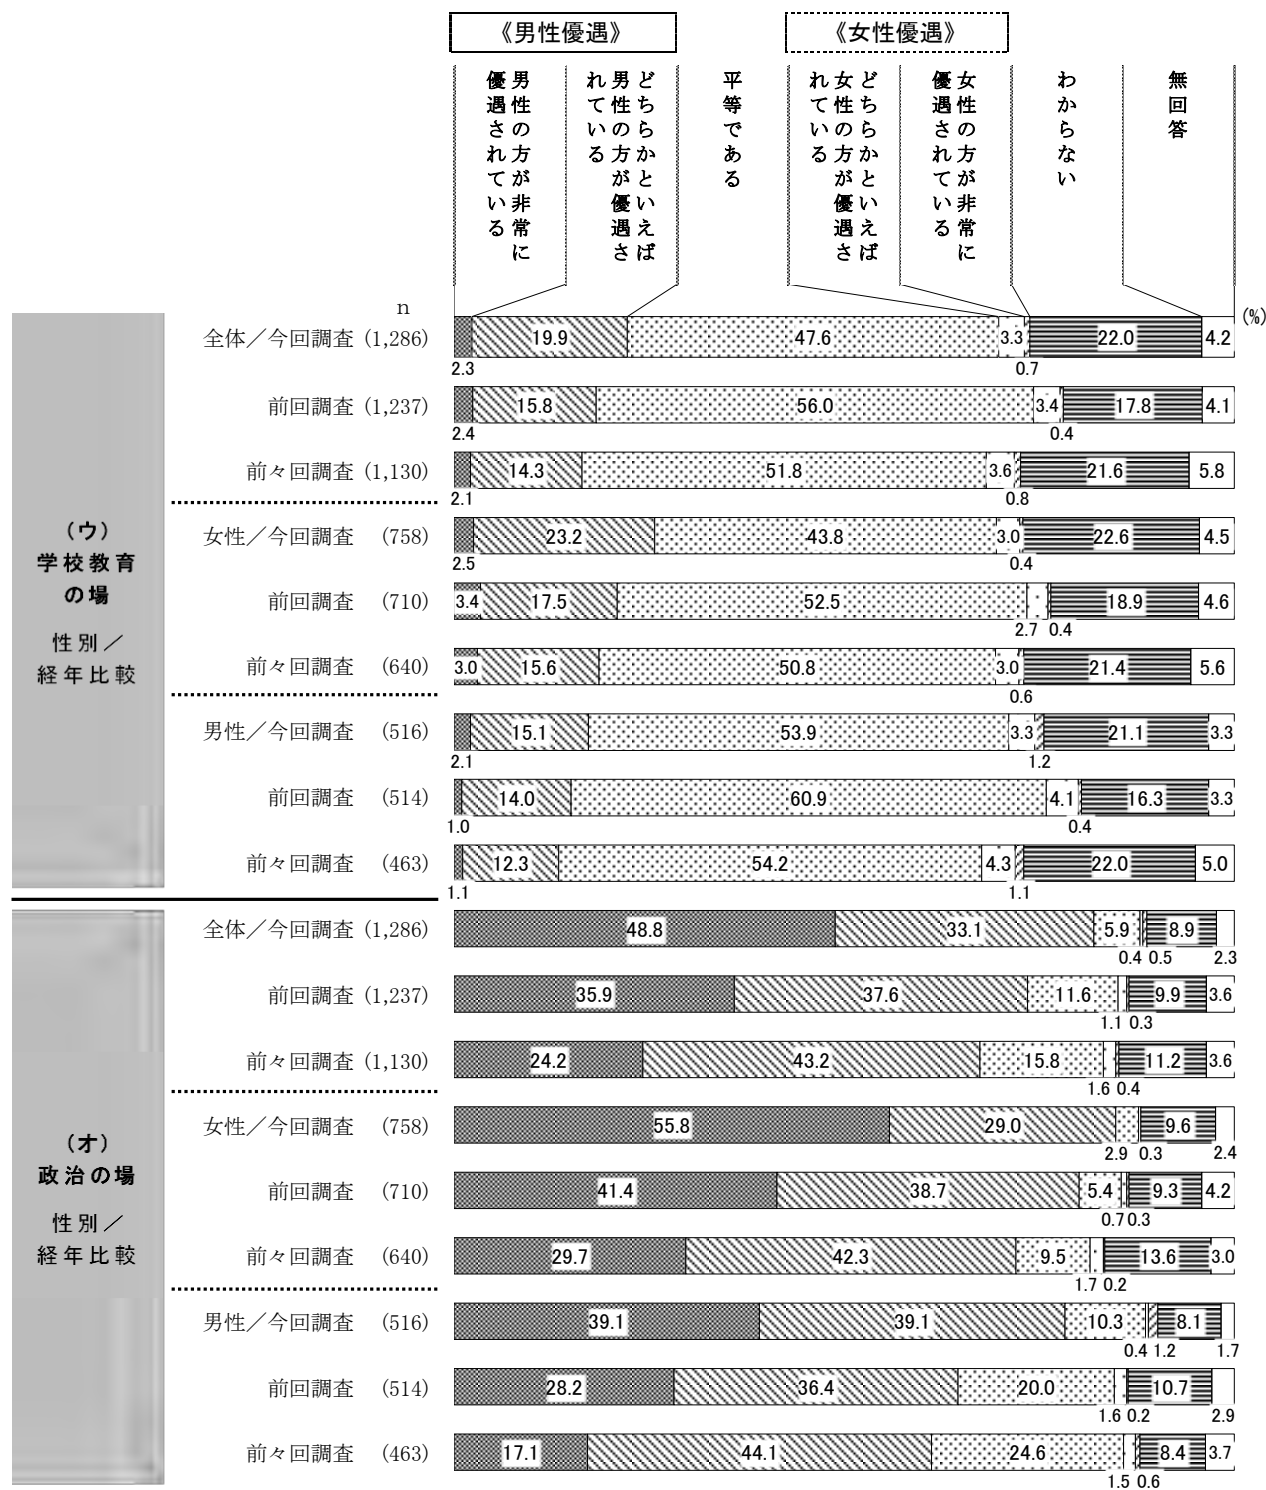 《男性優遇》
《女性優遇》
男性の方が非常に
優遇されている
どちらかといえば
男性の方が優遇さ
れている
平等である
どちらかといえば
女性の方が優遇さ
れている
女性の方が非常に
優遇されている
わからない
無回答
n
(%)
(ウ)
学校教育
の場
性別／
経年比較
全体／今回調査 (1,286)
19.9 47.6 3.3 22.0 4.2
2.3 0.7
前回調査 (1,237)
15.8 56.0 3.4 17.8 4.1
2.4 0.4
前々回調査 (1,130)
14.3 51.8 3.6 21.6 5.8
2.1 0.8
女性／今回調査 (758)
23.2 43.8 3.0 22.6 4.5
2.5 0.4
前回調査 (710)
3.4 17.5 52.5 18.9 4.6
2.7 0.4
前々回調査 (640)
3.0 15.6 50.8 3.0 21.4 5.6
0.6
男性／今回調査 (516)
15.1 53.9 3.3 21.1 3.3
2.1 1.2
前回調査 (514)
14.0 60.9 4.1 16.3 3.3
1.0 0.4
前々回調査 (463)
12.3 54.2 4.3 22.0 5.0
1.1 1.1
(オ)
政治の場
性別／
経年比較
全体／今回調査 (1,286)
48.8 33.1 5.9 8.9
0.4 0.5 2.3
前回調査 (1,237)
35.9 37.6 11.6 9.9 3.6
1.1 0.3
前々回調査 (1,130)
24.2 43.2 15.8 11.2 3.6
1.6 0.4
女性／今回調査 (758)
55.8 29.0 9.6
2.9 0.3 2.4
前回調査 (710)
41.4 38.7 5.4 9.3 4.2
0.7 0.3
前々回調査 (640)
29.7 42.3 9.5 13.6 3.0
1.7 0.2
男性／今回調査 (516)
39.1 39.1 10.3 8.1
0.4 1.2 1.7
前回調査 (514)
28.2 36.4 20.0 10.7
1.6 0.2 2.9
前々回調査 (463)
17.1 44.1 24.6 8.4 3.7
1.5 0.6